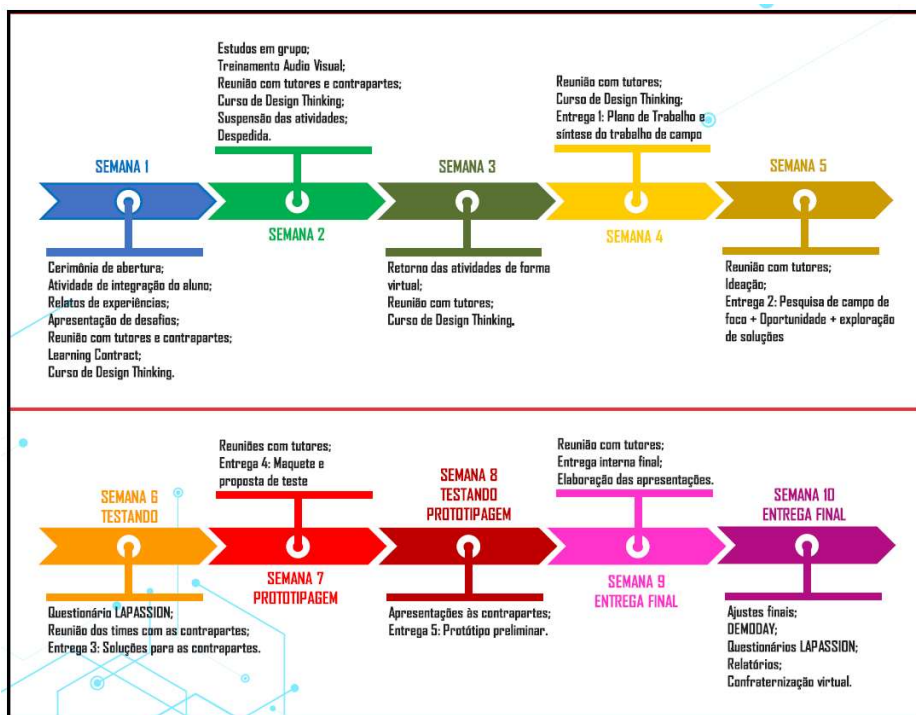 SEMANA 1
Cerimônia de abertura;
Atividade de integração do aluno;
Relatos de experiências;
Apresentação de desafios;
Reunião com tutores e contrapartes;
Learning Contract;
Curso de Design Thinking.
Estudos em grupo;
Treinamento Audio Visual;
Reunião com tutores e contrapartes;
Curso de Design Thinking;
Suspensão das atividades;
Despedida.
SEMANA 2
SEMANA 3
Retorno das atividades de forma
virtual;
Reunião com tutores;
Curso de Design Thinking.
Reunião com tutores;
Curso de Design Thinking;
Entrega 1: Plano de Trabalho e
síntese do trabalho de campo
SEMANA 4
SEMANA 5
Reunião com tutores;
Ideação;
Entrega 2: Pesquisa de campo de
foco + Oportunidade + exploração
de soluções
SEMANA 6
TESTANDO
Questionário LAPASSION;
Reunião dos times com as contrapartes;
Entrega 3: Soluções para as contrapartes.
Reuniões com tutores;
Entrega 4: Maquete e
proposta de teste
SEMANA 7
PROTOTIPAGEM
SEMANA 8
TESTANDO
PROTOTIPAGEM
Apresentações às contrapartes;
Entrega 5: Protótipo preliminar.
Reunião com tutores;
Entrega interna final;
Elaboração das apresentações.
SEMANA 9
ENTREGA FINAL
SEMANA 10
ENTREGA FINAL
Ajustes finais;
DEMODAY;
Questionários LAPASSION;
Relatórios;
Confraternização virtual.